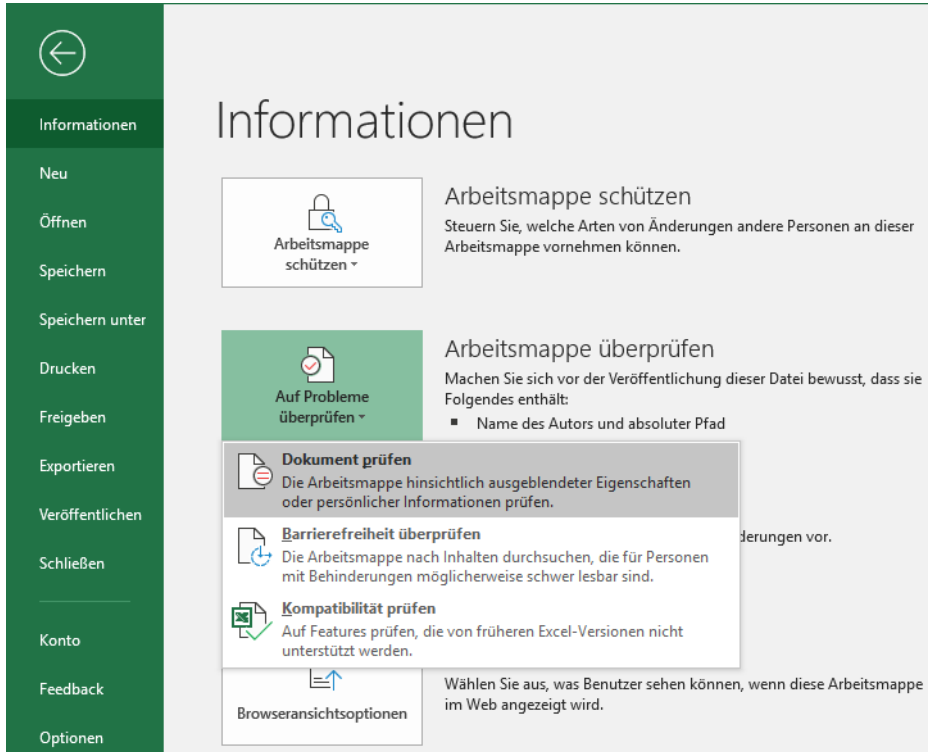 Informationen
Neu
Öffnen
Speichern
Speichern unter
Drucken
Freigeben
Exportieren
Veröffentlichen
Schließen
Konto
Feedback
Optionen
Informationen
Arbeitsmappe
schützen
Arbeitsmappe schützen
Steuern Sie, welche Arten von Änderungen andere Personen an dieser
Arbeitsmappe vornehmen können.
Auf Probleme
überprüfen
Arbeitsmappe überprüfen
Machen Sie sich vor der Veröffentlichung dieser Datei bewusst, dass sie
Folgendes enthält:
▪ Name des Autors und absoluter Pfad
Dokument prüfen
Die Arbeitsmappe hinsichtlich ausgeblendeter Eigenschaften
oder persönlicher Informationen prüfen.
Barrierefreiheit überprüfen
Die Arbeitsmappe nach Inhalten durchsuchen, die für Personen
mit Behinderungen möglicherweise schwer lesbar sind.
Kompatibilität prüfen
Auf Features prüfen, die von früheren Excel-Versionen nicht
unterstützt werden.
derungen vor.
Browseransichtsoptionen
Wählen Sie aus, was Benutzer sehen können, wenn diese Arbeitsmappe
im Web angezeigt wird.